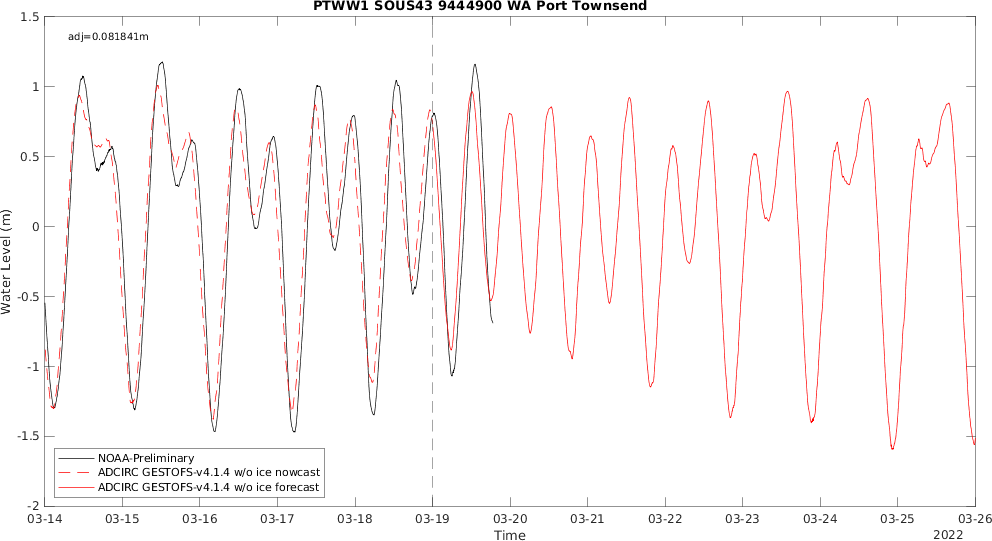 PTWW1 SOUS43 9444900 WA Port Townsend
adj=0.081841m
1.5
1
0.5
0
-0.5
-1
-1.5
-2
Water Level (m)
NOAA-Preliminary
ADCIRC GESTOFS-v4.1.4 w/o ice nowcast
ADCIRC GESTOFS-v4.1.4 w/o ice forecast
03-14 03-15 03-16 03-17 03-18 03-19 03-20 03-21 03-22 03-23 03-24 03-25 03-26
Time
2022